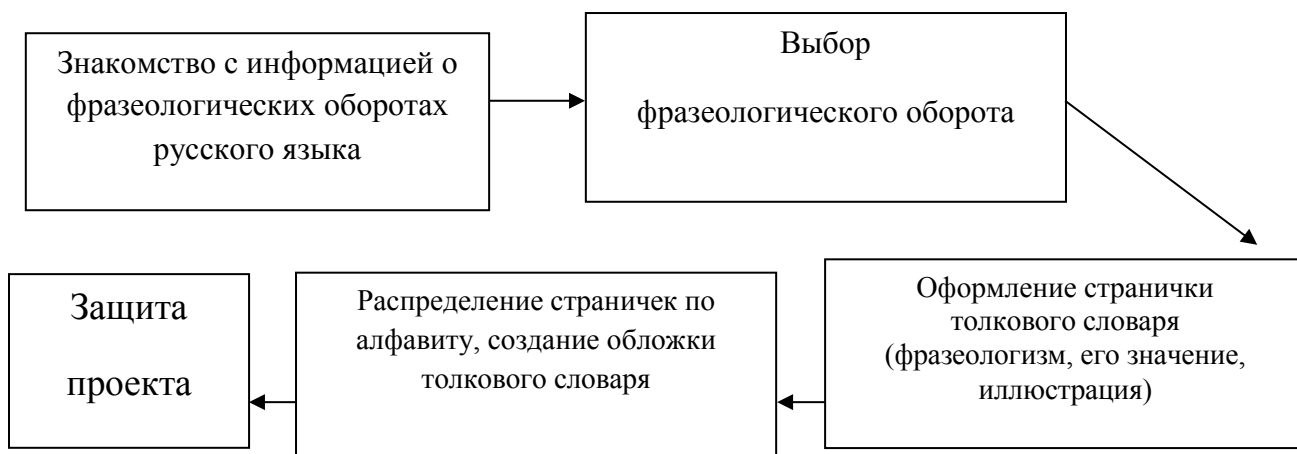 Знакомство с информацией о
фразеологических оборотах
русского языка
Выбор
фразеологического оборота
Оформление странички
толкового словаря
(фразеологизм, его значение,
иллюстрация)
Распределение страничек по
алфавиту, создание обложки
толкового словаря
Защита
проекта